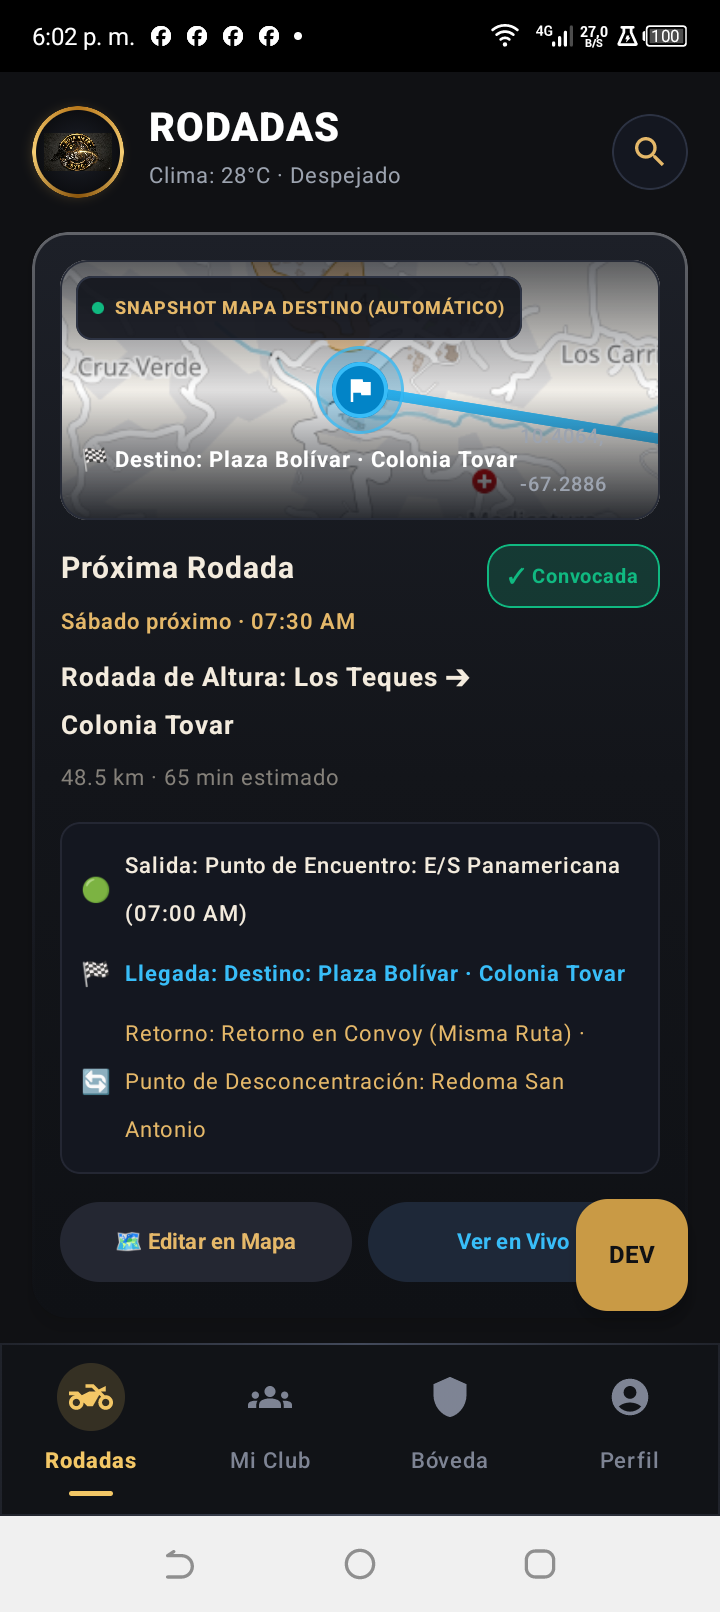 6:02 p. m.
4G
27,0
B/S
100
RODADAS
Clima: 28°C · Despejado
SNAPSHOT MAPA DESTINO (AUTOMÁTICO)
Cruz Verde
Los Carri
🏁 Destino: Plaza Bolívar · Colonia Tovar
-67.2886
Próxima Rodada
✓ Convocada
Sábado próximo · 07:30 AM
Rodada de Altura: Los Teques ➔
Colonia Tovar
48.5 km · 65 min estimado
Salida: Punto de Encuentro: E/S Panamericana
(07:00 AM)
Llegada: Destino: Plaza Bolívar · Colonia Tovar
Retorno: Retorno en Convoy (Misma Ruta) ·
Punto de Desconcentración: Redoma San
Antonio
Editar en Mapa
Ver en Vivo
DEV
Rodadas
Mi Club
Bóveda
Perfil